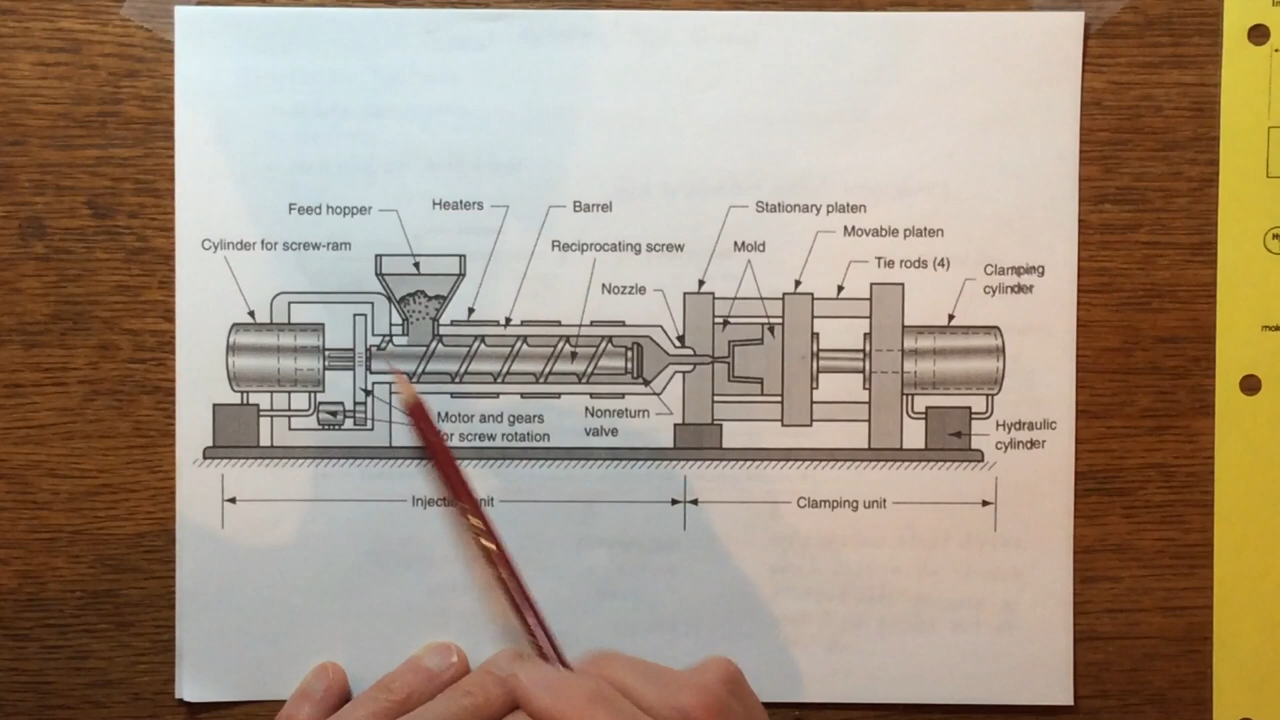 Feed hopper
Heaters
Barrel
Stationary platen
Cylinder for screw-ram
Reciprocating screw
Mold
Movable platen
Tie rods (4)
Nozzle
Clamping
cylinder
Motor and gears
for screw rotation
Nonreturn
valve
Hydraulic
cylinder
Clamping unit